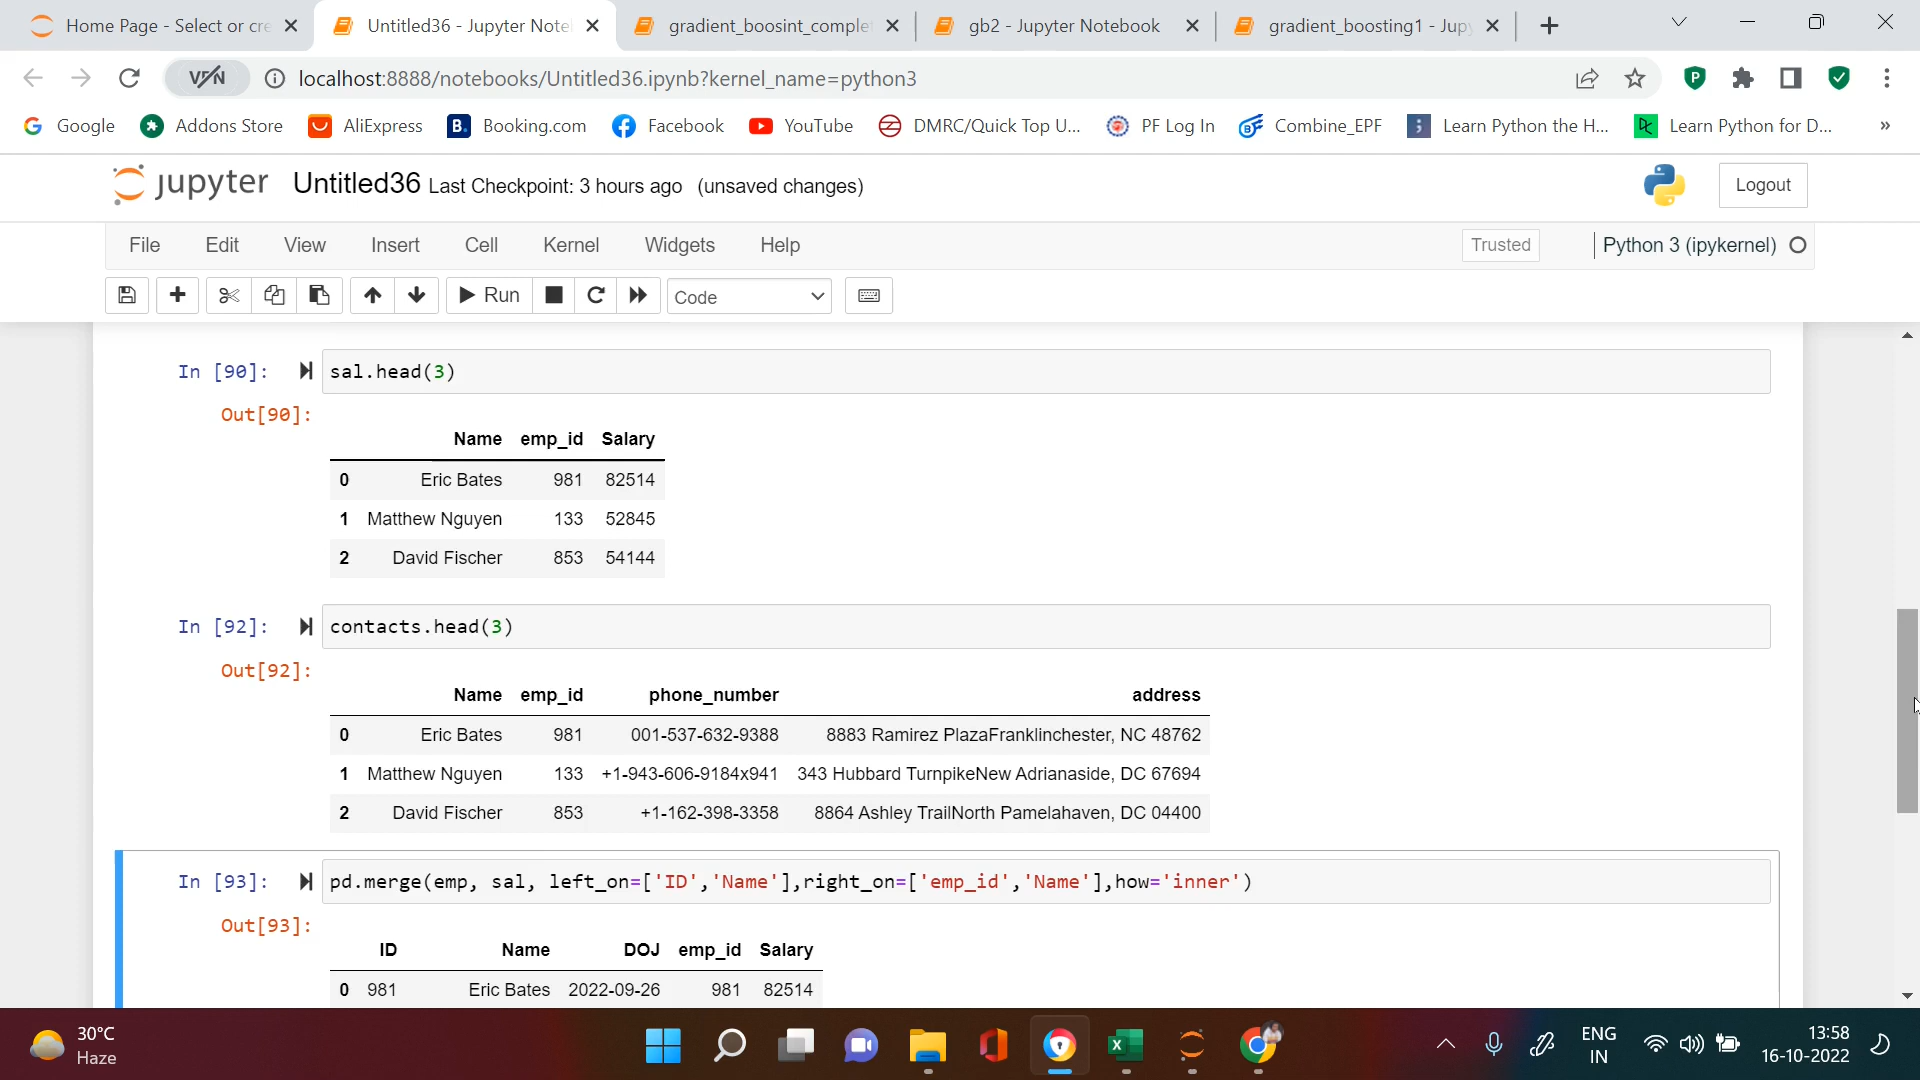 Home Page - Select or cre
Untitled36 - Jupyter Note
gradient_boosint_comple
gb2 - Jupyter Notebook
gradient_boosting1 - Jup
VPN
localhost:8888/notebooks/Untitled36.ipynb?kernel_name=python3
Google
Addons Store
AliExpress
Booking.com
Facebook
YouTube
DMRC/Quick Top U...
PF Log In
Combine_EPF
Learn Python the H...
Learn Python for D...
»
jupyter Untitled36 Last Checkpoint: 3 hours ago (unsaved changes)
Logout
File Edit View Insert Cell Kernel Widgets Help
Trusted
Python 3 (ipykernel)
Run
Code
In [90]: sal.head(3)
Out[90]:
Name emp_id Salary
0 Eric Bates 981 82514
1 Matthew Nguyen 133 52845
2 David Fischer 853 54144
In [92]: contacts.head(3)
Out[92]:
Name emp_id phone_number address
0 Eric Bates 981 001-537-632-9388 8883 Ramirez PlazaFranklinchester, NC 48762
1 Matthew Nguyen 133 +1-943-606-9184x941 343 Hubbard TurnpikeNew Adrianaside, DC 67694
2 David Fischer 853 +1-162-398-3358 8864 Ashley TrailNorth Pamelahaven, DC 04400
In [93]: pd.merge(emp, sal, left_on=['ID','Name'],right_on=['emp_id','Name'],how='inner')
Out[93]:
ID Name DOJ emp_id Salary
0 981 Eric Bates 2022-09-26 981 82514
30°C
Haze
ENG
IN
13:58
16-10-2022